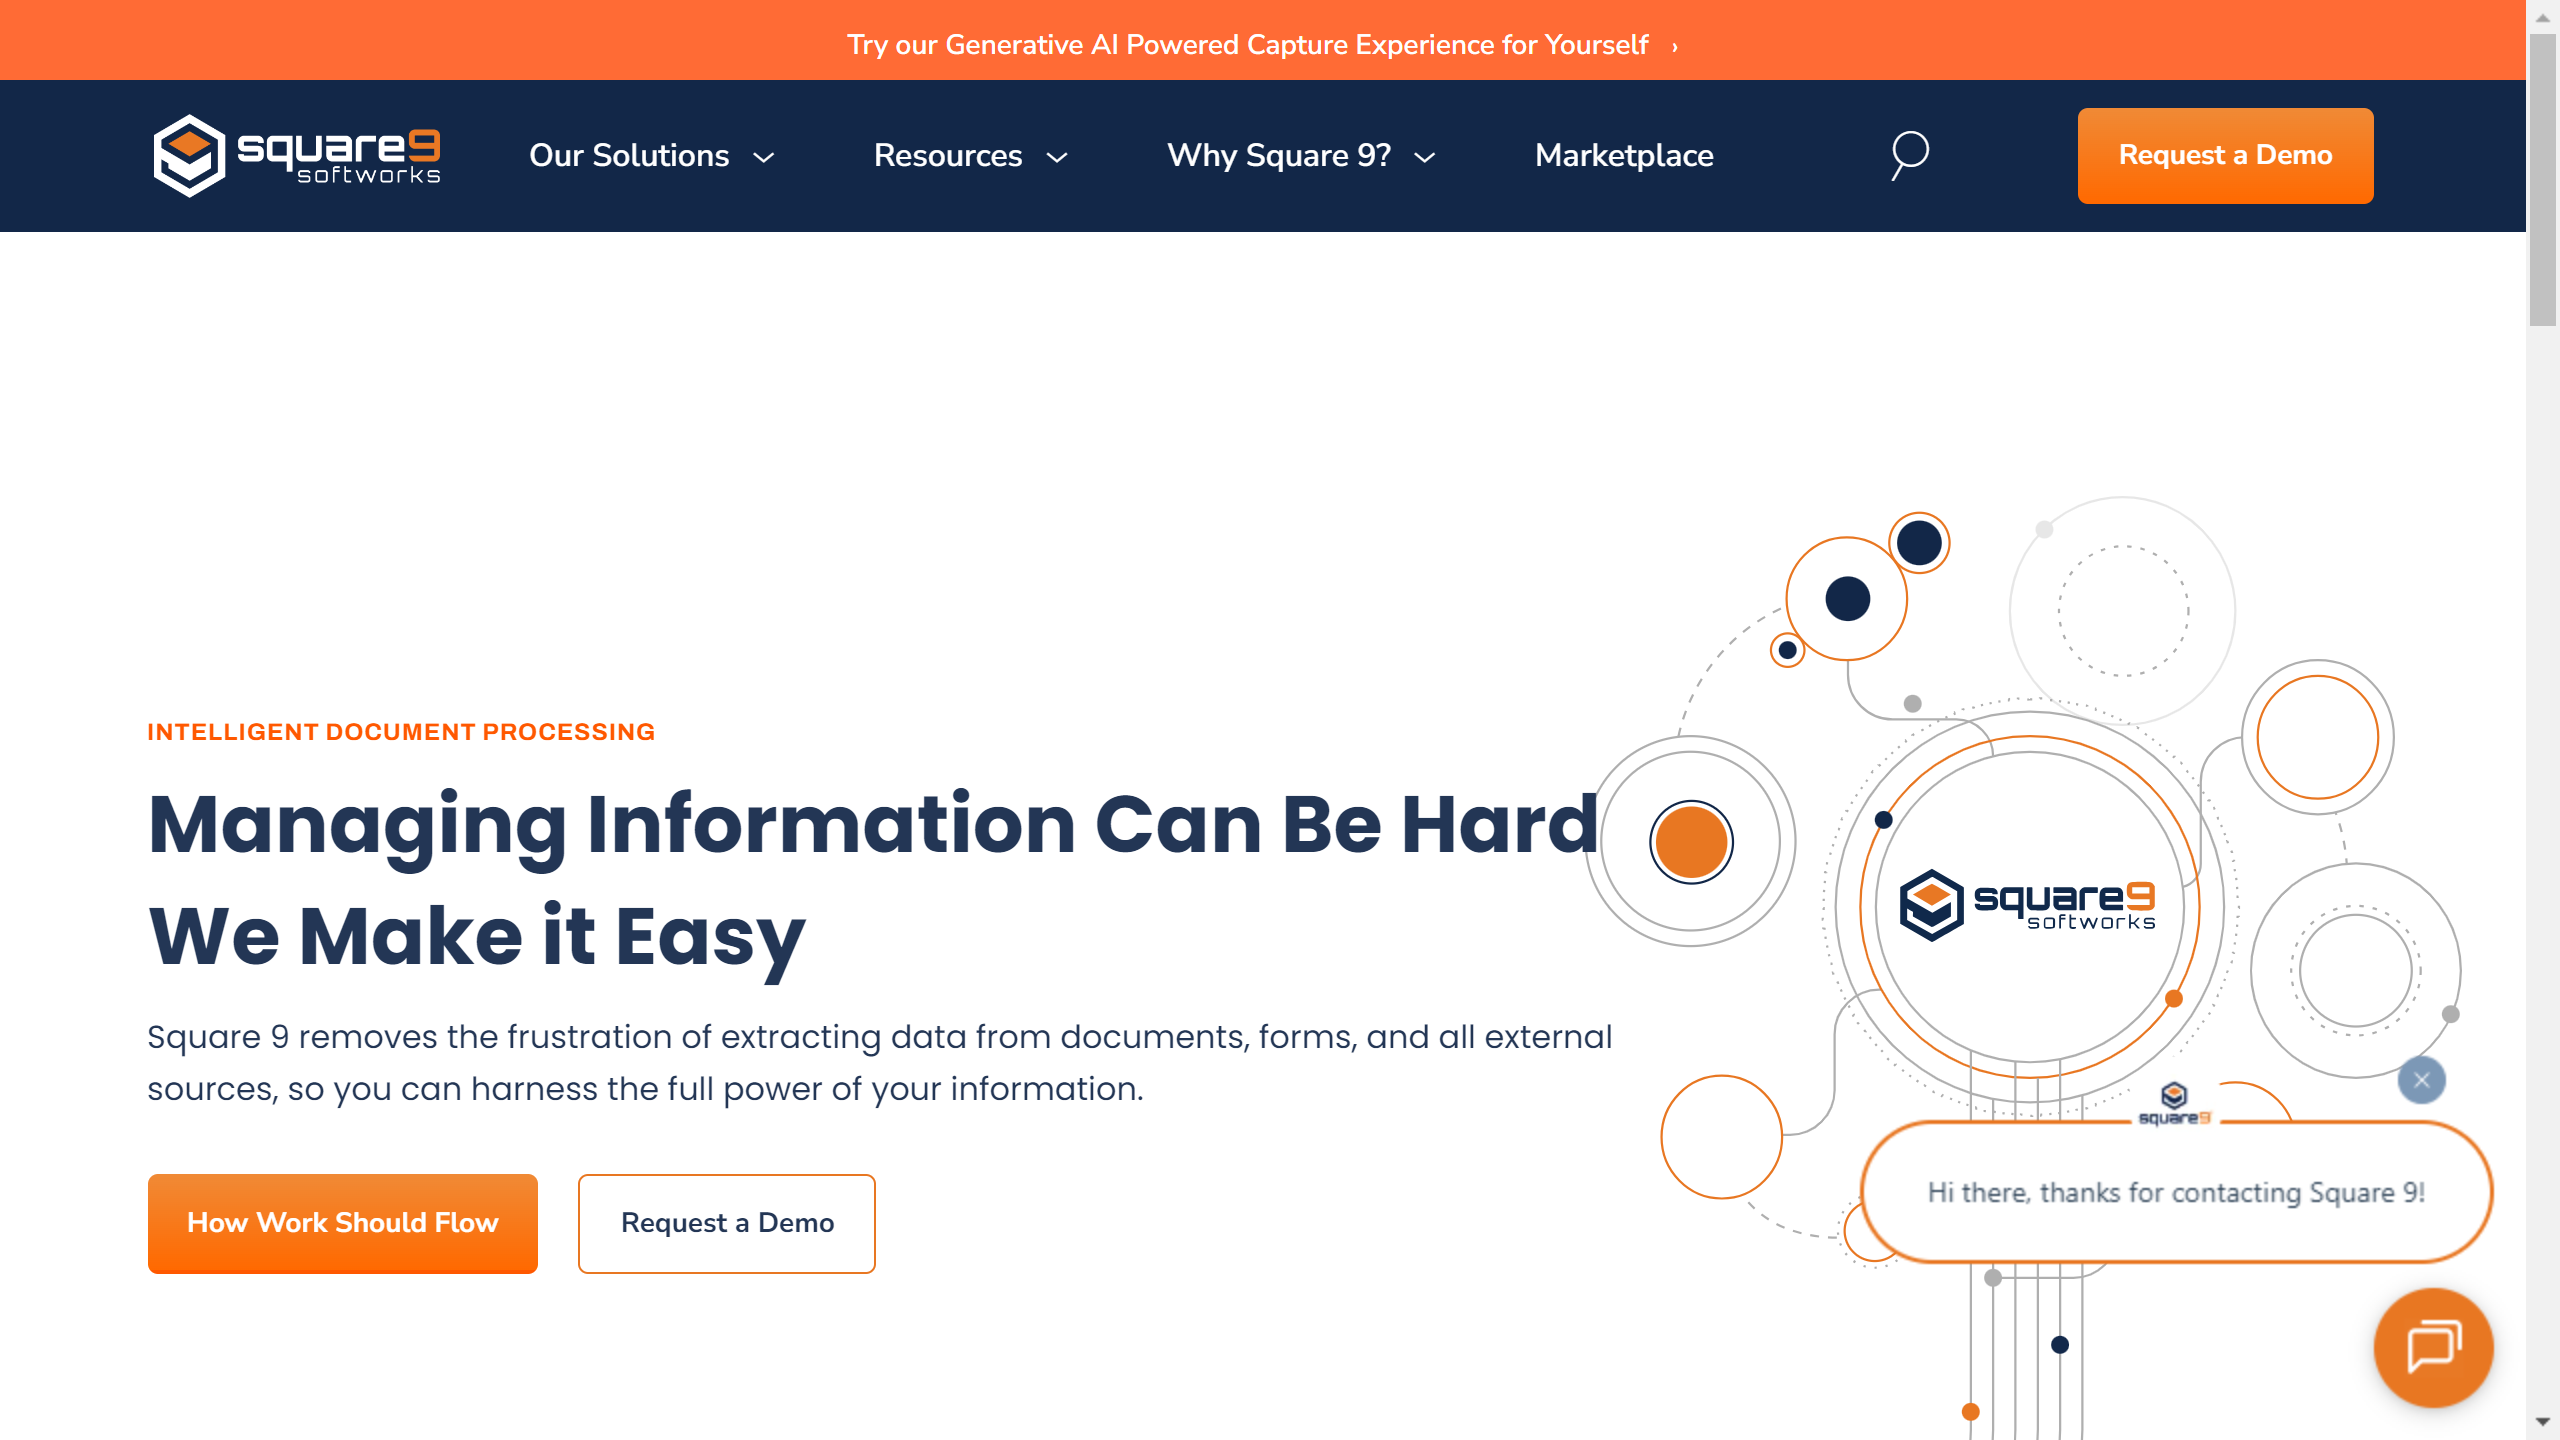 Try our Generative AI Powered Capture Experience for Yourself ›
square9
softworks
Our Solutions
Resources
Why Square 9?
Marketplace
Request a Demo
INTELLIGENT DOCUMENT PROCESSING
Managing Information Can Be Hard
We Make it Easy
Square 9 removes the frustration of extracting data from documents, forms, and all external
sources, so you can harness the full power of your information.
How Work Should Flow
Request a Demo
square9
softworks
square9
Hi there, thanks for contacting Square 9!